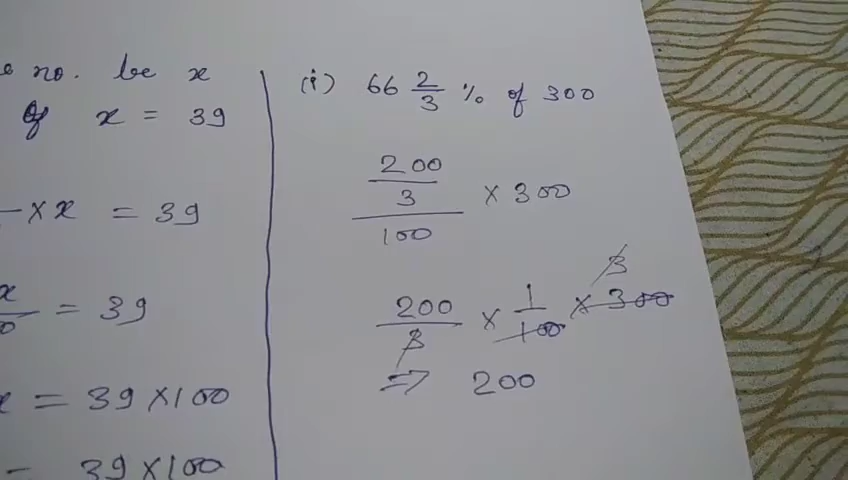 no. be x
of x = 39
× x = 39
x = 39
= 39 × 100
= 39 × 100
(i) 66 2/3 % of 300
200/3 / 100 × 300
3
200/3 × 1/100 × 300
⇒ 200